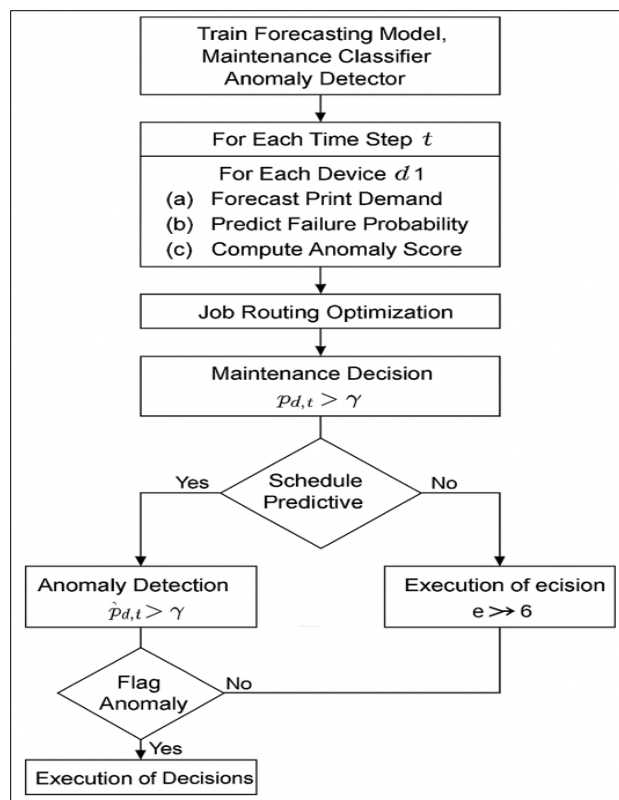 Train Forecasting Model,
Maintenance Classifier
Anomaly Detector
For Each Time Step t
For Each Device d 1
(a) Forecast Print Demand
(b) Predict Failure Probability
(c) Compute Anomaly Score
Job Routing Optimization
Maintenance Decision
p_{d,t} > γ
Yes
Schedule
Predictive
No
Anomaly Detection
p̀_{d,t} > γ
Execution of ecision
e ⪢ 6
Flag
Anomaly
No
Yes
Execution of Decisions